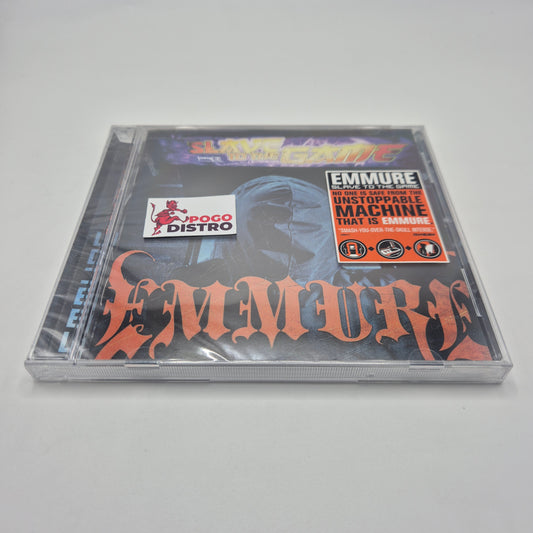 SLAVE
TO THE GAME
POGO
DISTRO
EMMURE
SLAVE TO THE GAME
NO ONE IS SAFE FROM THE
UNSTOPPABLE
MACHINE
THAT IS EMMURE
"SMASH-YOU-OVER-THE-SKULL INTENSE."
EMMURE